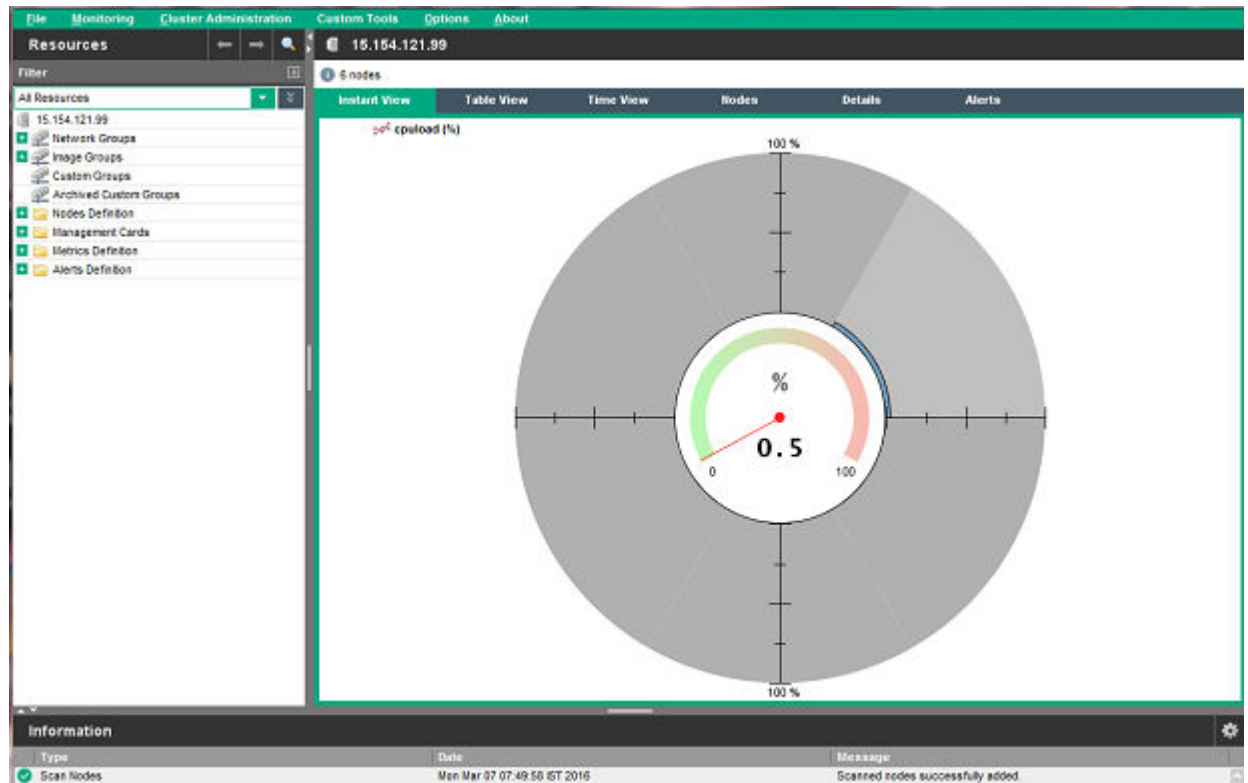 File Monitoring Cluster Administration Custom Tools Options About
Resources
15.154.121.99
Filter
6 nodes
All Resources
Instant View Table View Time View Nodes Details Alerts
15.154.121.99
Network Groups
Image Groups
Custom Groups
Archived Custom Groups
Nodes Definition
Management Cards
Metrics Definition
Alerts Definition
cpuload (%)
100 %
%
0.5
0 100
100 %
Information
Type Date Message
Scan Nodes Mon Mar 07 07:49:58 IST 2016 Scanned nodes successfully added.